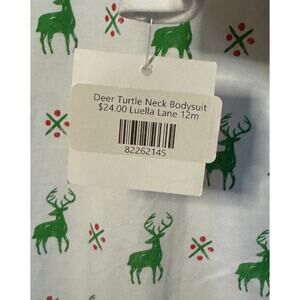 Deer Turtle Neck Bodysuit
$24.00 Luella Lane 12m
82262145